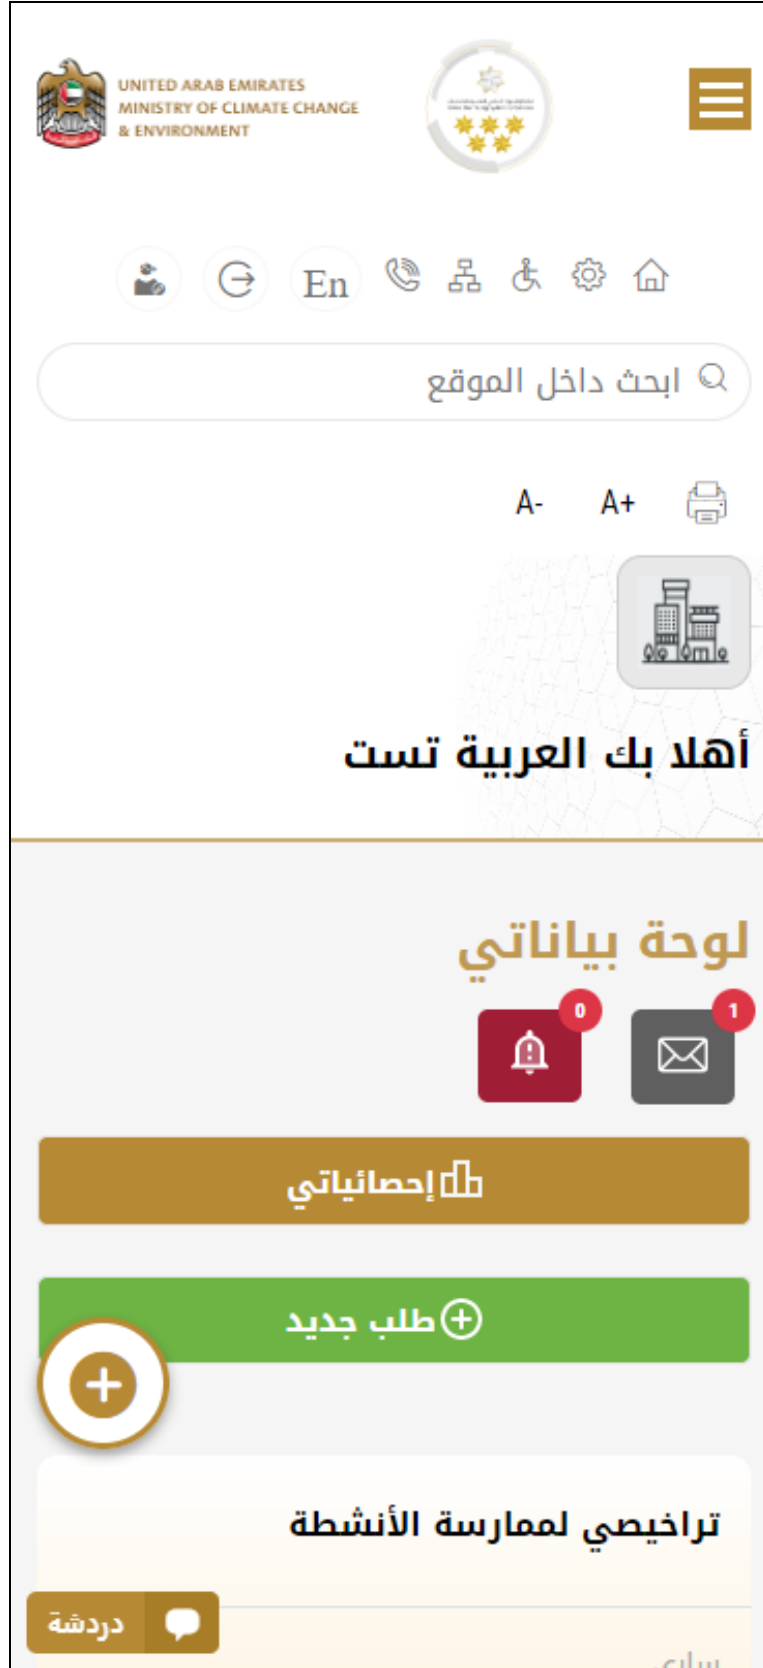 UNITED ARAB EMIRATES
MINISTRY OF CLIMATE CHANGE
& ENVIRONMENT
En
ابحث داخل الموقع
A+ A-
أهلا بك العربية تست
لوحة بياناتي
1
0
إحصائياتي
طلب جديد
تراخيصي لممارسة الأنشطة
دردشة